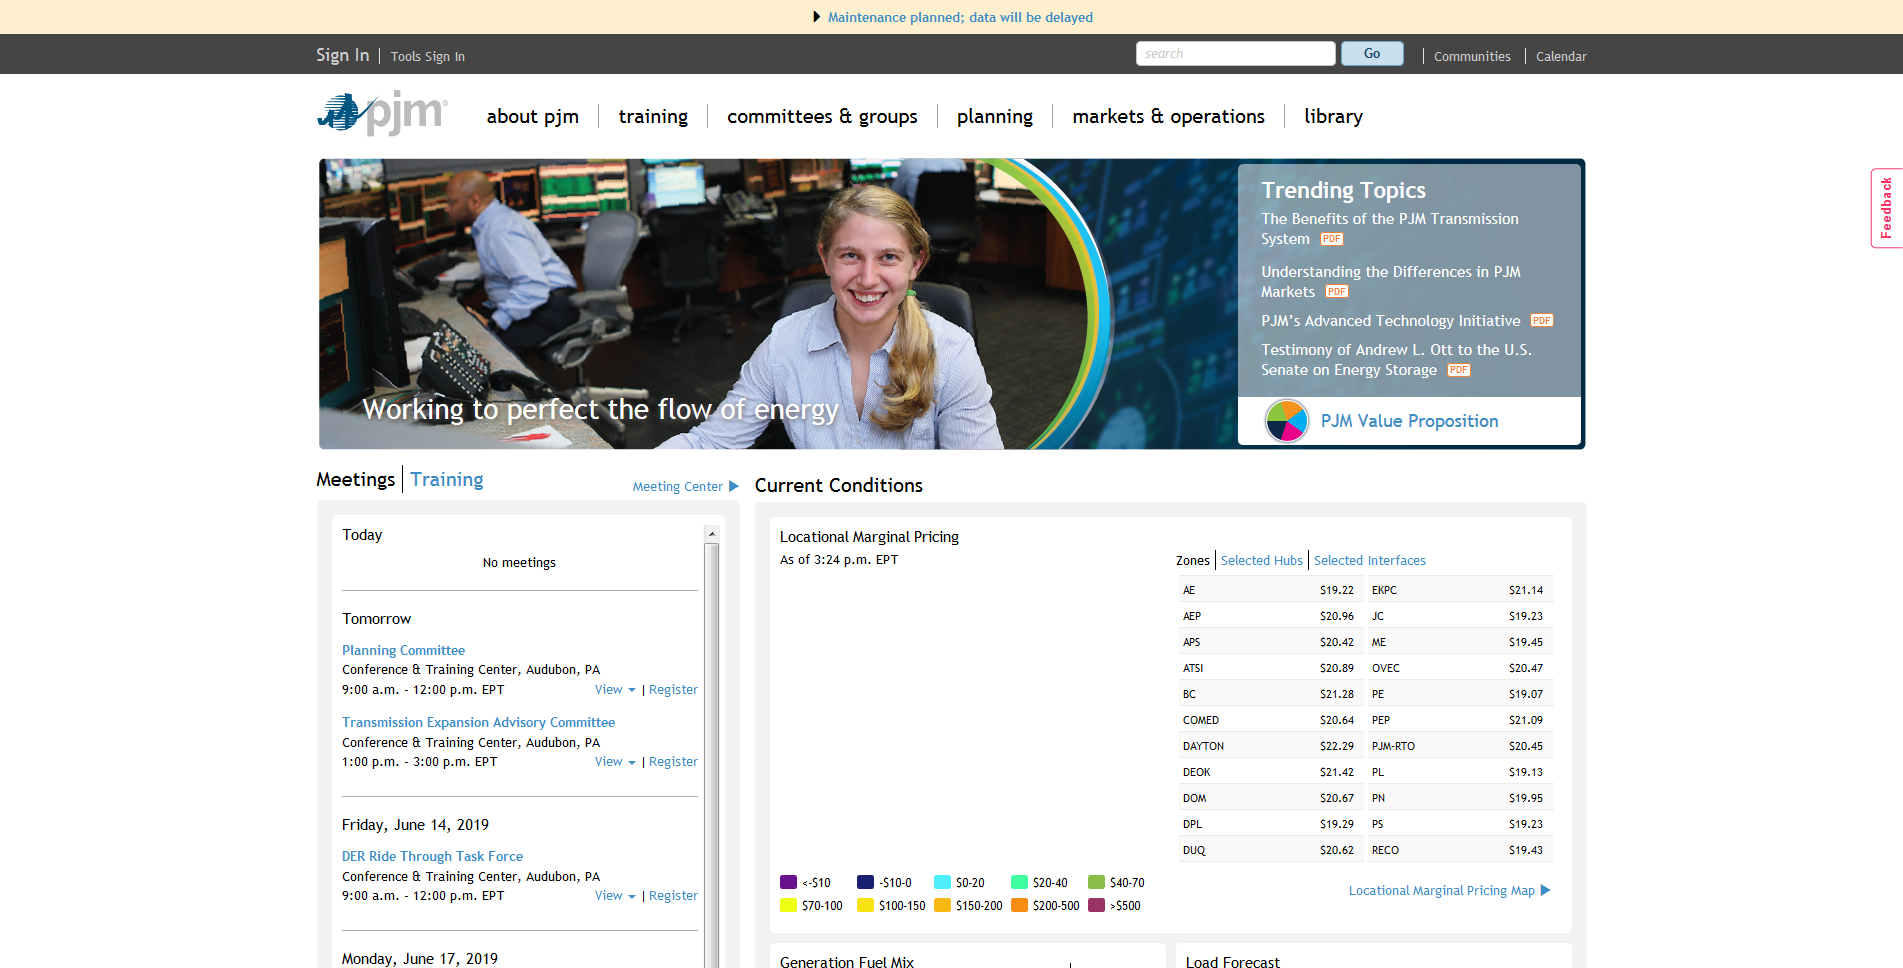 Maintenance planned; data will be delayed
Sign In
Tools Sign In
search
Go
Communities
Calendar
pjm®
about pjm
training
committees & groups
planning
markets & operations
library
Feedback
Working to perfect the flow of energy
Trending Topics
The Benefits of the PJM Transmission
System PDF
Understanding the Differences in PJM
Markets PDF
PJM's Advanced Technology Initiative PDF
Testimony of Andrew L. Ott to the U.S.
Senate on Energy Storage PDF
PJM Value Proposition
Meetings
Training
Meeting Center
Today
No meetings
Tomorrow
Planning Committee
Conference & Training Center, Audubon, PA
9:00 a.m. - 12:00 p.m. EPT View | Register
Transmission Expansion Advisory Committee
Conference & Training Center, Audubon, PA
1:00 p.m. - 3:00 p.m. EPT View | Register
Friday, June 14, 2019
DER Ride Through Task Force
Conference & Training Center, Audubon, PA
9:00 a.m. - 12:00 p.m. EPT View | Register
Monday, June 17, 2019
Current Conditions
Locational Marginal Pricing
As of 3:24 p.m. EPT
Zones
Selected Hubs
Selected Interfaces
AE $19.22 EKPC $21.14
AEP $20.96 JC $19.23
APS $20.42 ME $19.45
ATSI $20.89 OVEC $20.47
BC $21.28 PE $19.07
COMED $20.64 PEP $21.09
DAYTON $22.29 PJM-RTO $20.45
DEOK $21.42 PL $19.13
DOM $20.67 PN $19.95
DPL $19.29 PS $19.23
DUQ $20.62 RECO $19.43
<-$10 -$10-0 $0-20 $20-40 $40-70
$70-100 $100-150 $150-200 $200-500 >$500
Locational Marginal Pricing Map
Generation Fuel Mix
Load Forecast